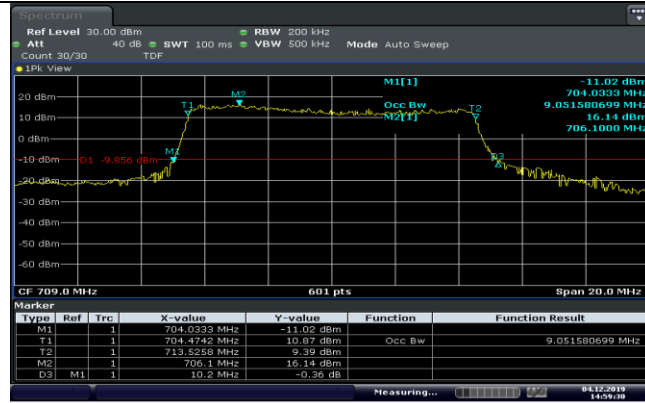 Spectrum
Ref Level 30.00 dBm RBW 200 kHz
Att 40 dB SWT 100 ms VBW 500 kHz Mode Auto Sweep
Count 30/30 TDF
1Pk View
M1[1] -11.02 dBm
704.0333 MHz
20 dBm
M2
T1
Occ Bw
T2
9.051580699 MHz
10 dBm
M2[1]
16.14 dBm
706.1000 MHz
0 dBm
M1
-10 dBm
D1 -9.856 dBm
D3
-20 dBm
-30 dBm
-40 dBm
-50 dBm
-60 dBm
CF 709.0 MHz 601 pts Span 20.0 MHz
Marker
Type Ref Trc X-value Y-value Function Function Result
M1 1 704.0333 MHz -11.02 dBm
T1 1 704.4742 MHz 10.87 dBm Occ Bw 9.051580699 MHz
T2 1 713.5258 MHz 9.39 dBm
M2 1 706.1 MHz 16.14 dBm
D3 M1 1 10.2 MHz -0.36 dB
Measuring...
04.12.2019
14:59:30